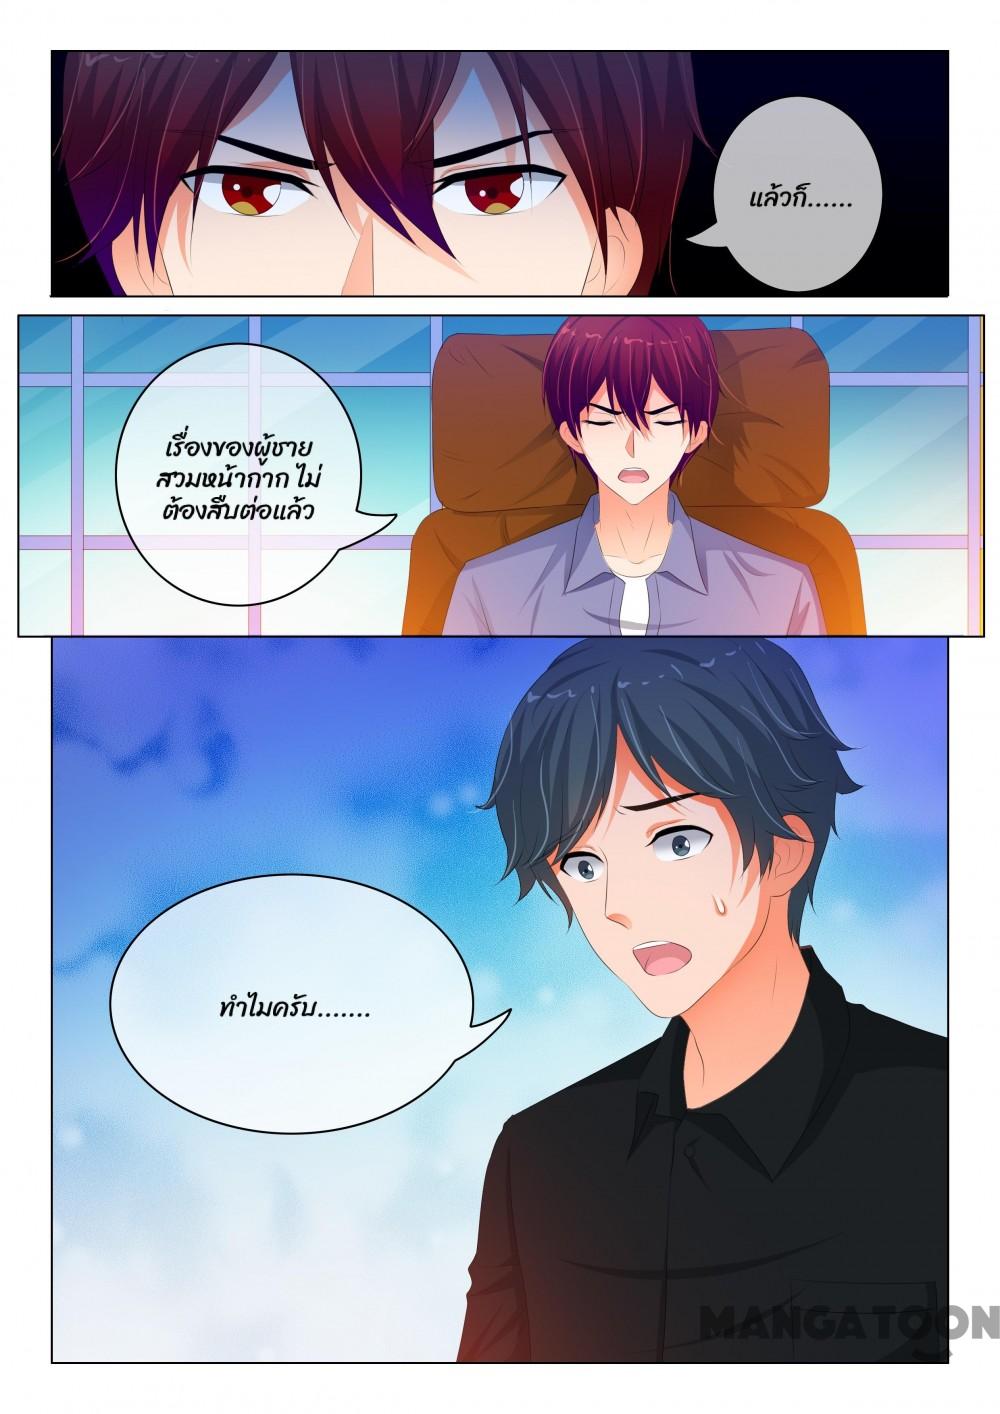 แล้วก็......
เรื่องของผู้ชาย
สวมหน้ากาก ไม่
ต้องสืบต่อแล้ว
ทำไมครับ.......
MANGATOON